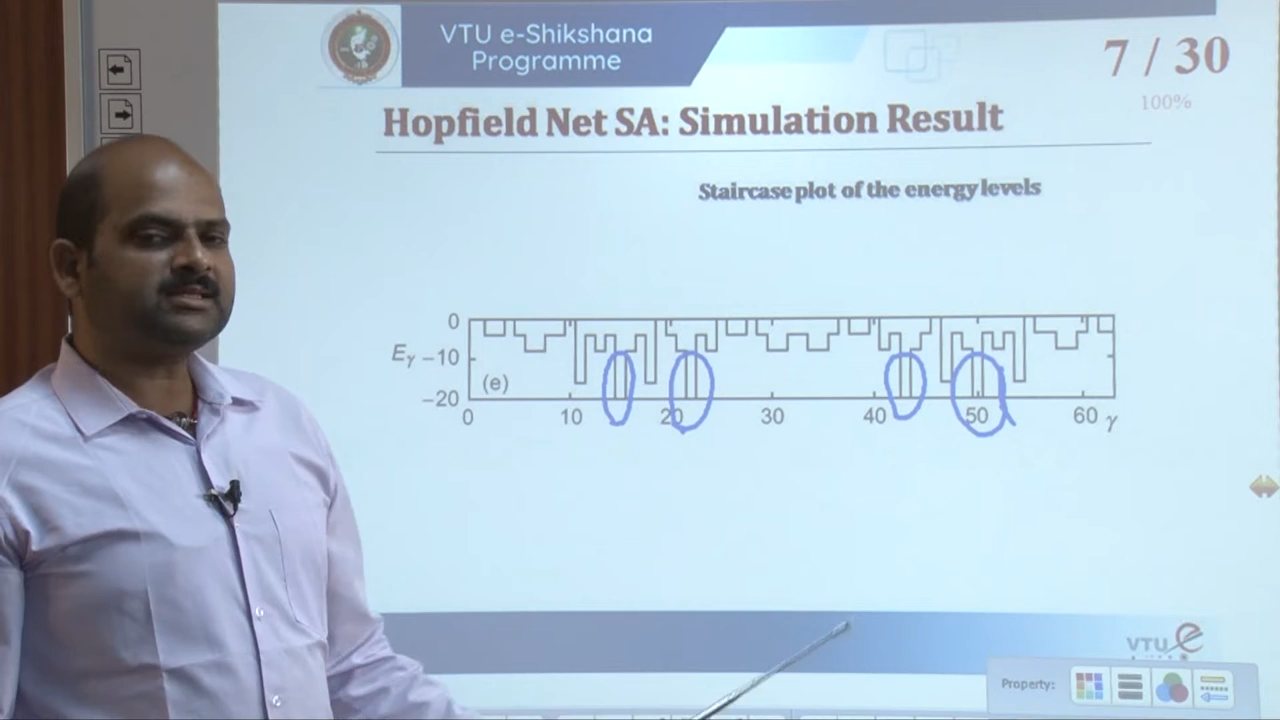 VTU e-Shikshana
Programme
7 / 30
100%
Hopfield Net SA: Simulation Result
Staircase plot of the energy levels
0
Eγ −10
(e)
−20
0 10 20 30 40 50 60 γ
VTU e
Property: